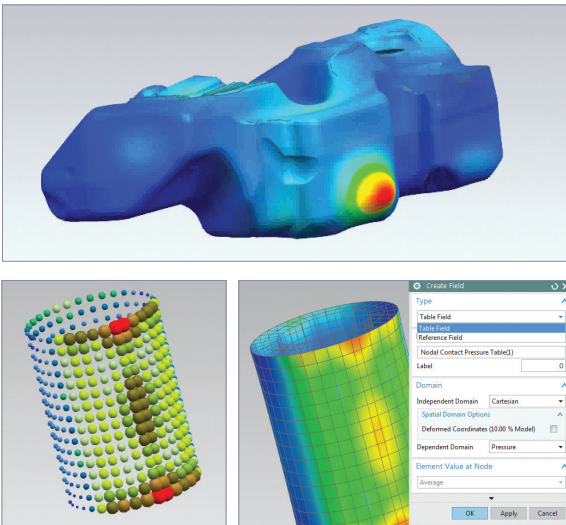 Create Field
Type
Table Field
Table Field
Reference Field
Nodal Contact Pressure Table(1)
Label 0
Domain
Independent Domain Cartesian
Spatial Domain Options
Deformed Coordinates (10.00 % Model)
Dependent Domain Pressure
Element Value at Node
Average
OK Apply Cancel